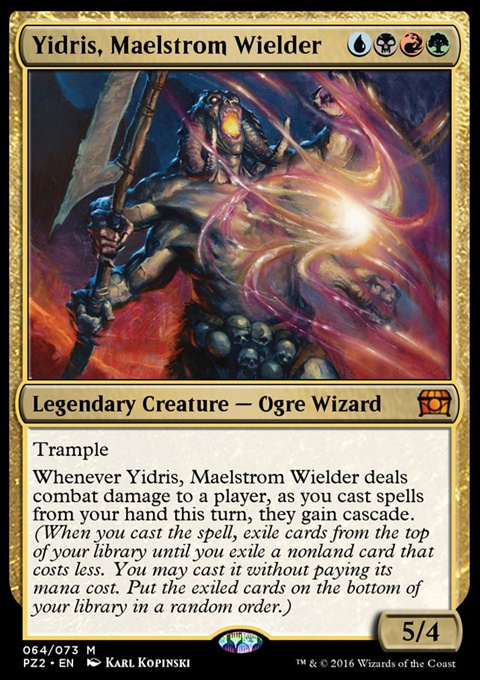 Yidris, Maelstrom Wielder
Legendary Creature — Ogre Wizard
Trample
Whenever Yidris, Maelstrom Wielder deals
combat damage to a player, as you cast spells
from your hand this turn, they gain cascade.
(When you cast the spell, exile cards from the top
of your library until you exile a nonland card that
costs less. You may cast it without paying its
mana cost. Put the exiled cards on the bottom of
your library in a random order.)
5/4
064/073 M
PZ2 • EN Karl Kopinski
™ & © 2016 Wizards of the Coast